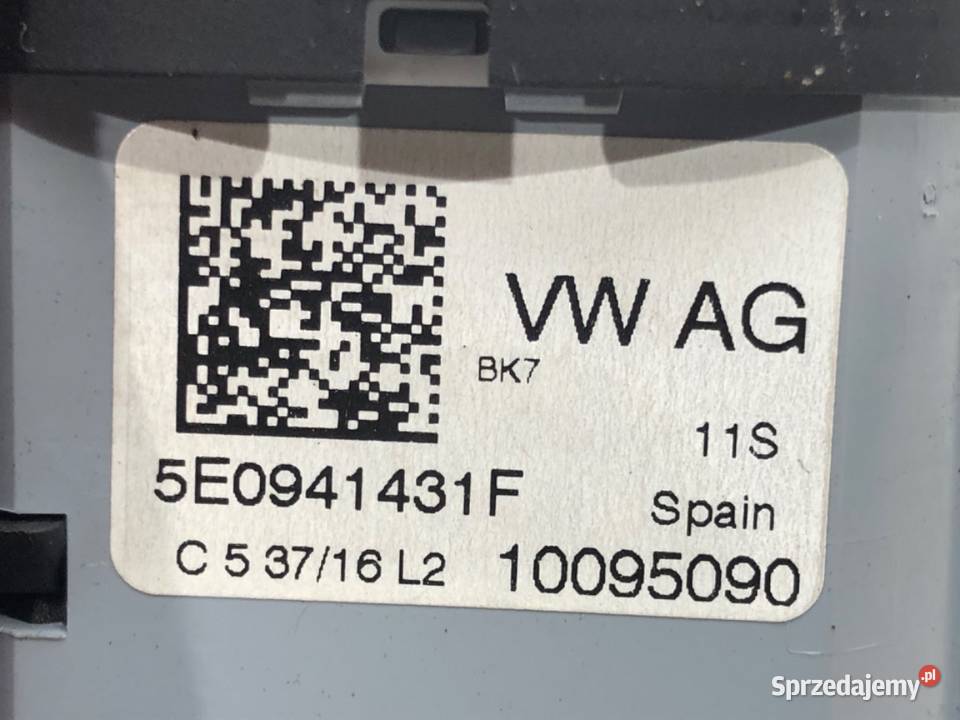 VW AG
BK7
11S
5E0941431F
Spain
C 5 37/16 L2
10095090
Sprzedajemy.pl